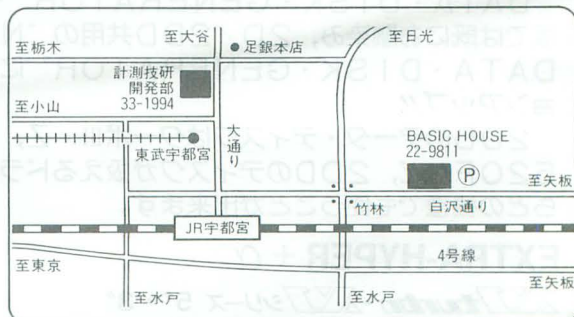 至栃木
至大谷
足銀本店
至日光
計測技研
開発部
33-1994
至小山
大通り
東武宇都宮
BASIC HOUSE
22-9811
P
至矢板
竹林
白沢通り
JR宇都宮
4号線
至東京
至水戸
至水戸
至矢板